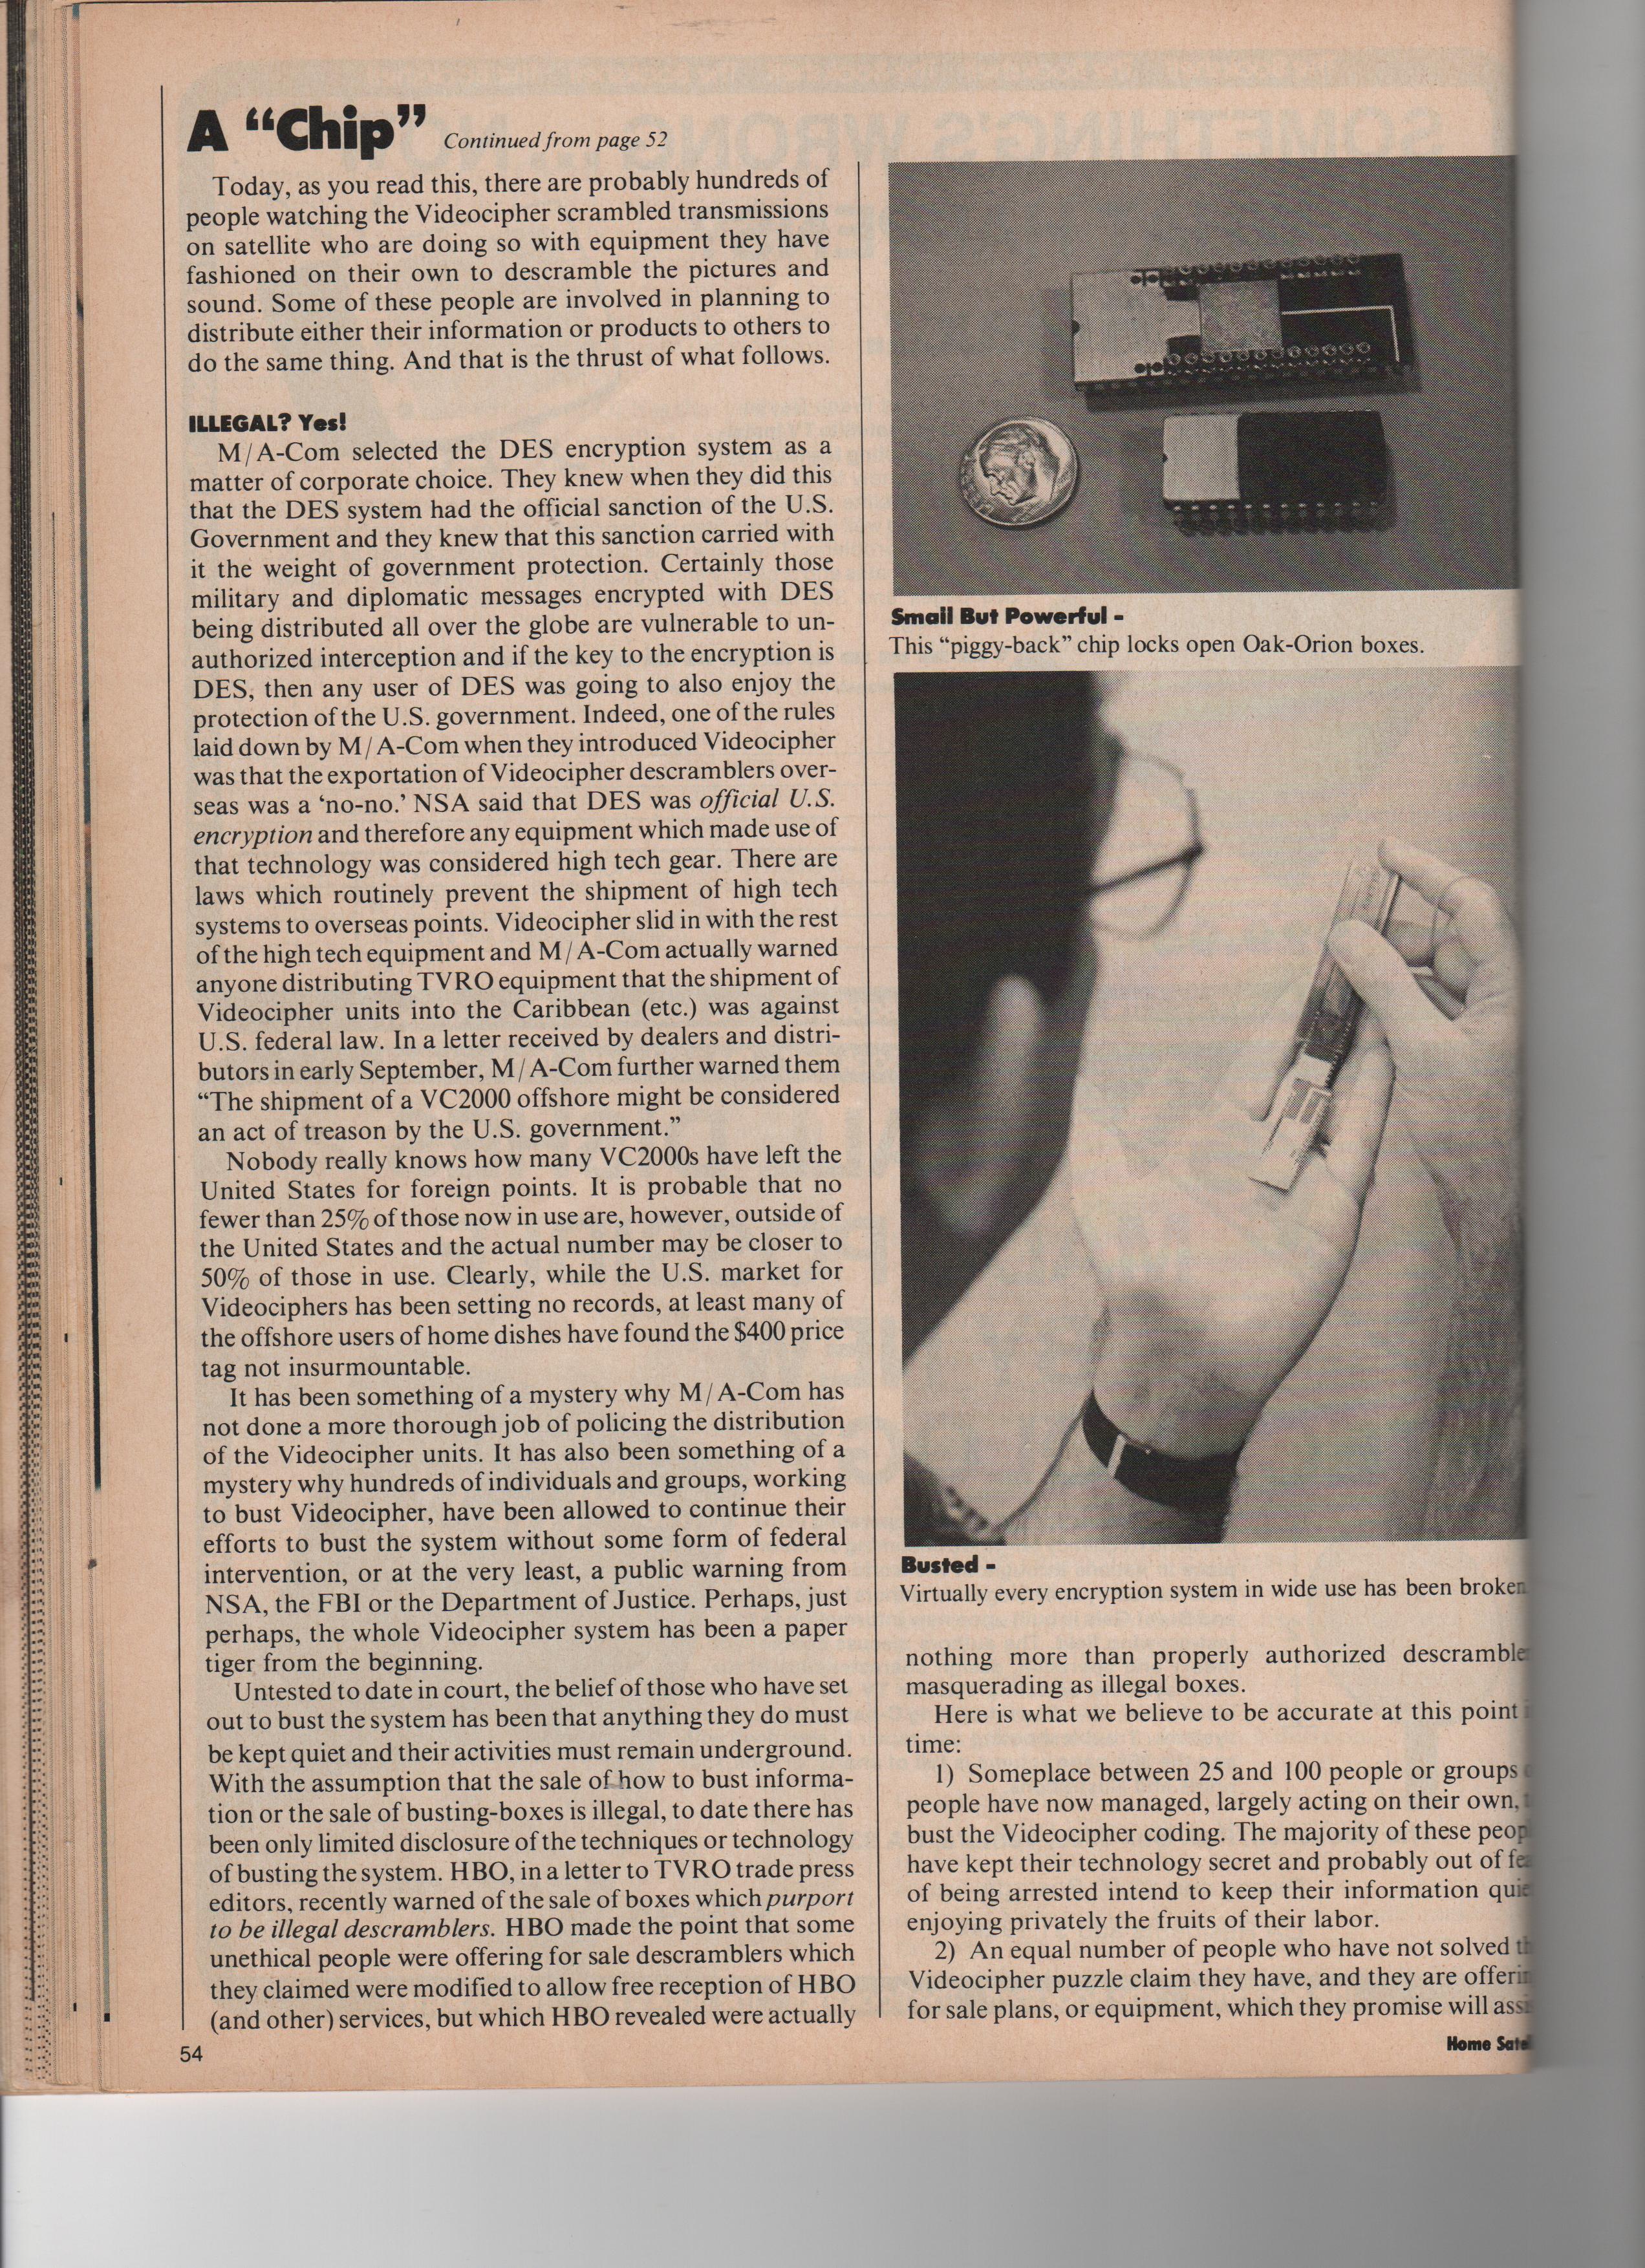 A “Chip” Continued from page 52
Today, as you read this, there are probably hundreds of
people watching the Videocipher scrambled transmissions
on satellite who are doing so with equipment they have
fashioned on their own to descramble the pictures and
sound. Some of these people are involved in planning to
distribute either their information or products to others to
do the same thing. And that is the thrust of what follows.
ILLEGAL? Yes!
M/A-Com selected the DES encryption system as a
matter of corporate choice. They knew when they did this
that the DES system had the official sanction of the U.S.
Government and they knew that this sanction carried with
it the weight of government protection. Certainly those
military and diplomatic messages encrypted with DES
being distributed all over the globe are vulnerable to un-
authorized interception and if the key to the encryption is
DES, then any user of DES was going to also enjoy the
protection of the U.S. government. Indeed, one of the rules
laid down by M/A-Com when they introduced Videocipher
was that the exportation of Videocipher descramblers over-
seas was a ‘no-no.’ NSA said that DES was official U.S.
encryption and therefore any equipment which made use of
that technology was considered high tech gear. There are
laws which routinely prevent the shipment of high tech
systems to overseas points. Videocipher slid in with the rest
of the high tech equipment and M/A-Com actually warned
anyone distributing TVRO equipment that the shipment of
Videocipher units into the Caribbean (etc.) was against
U.S. federal law. In a letter received by dealers and distri-
butors in early September, M/A-Com further warned them
“The shipment of a VC2000 offshore might be considered
an act of treason by the U.S. government.”
Nobody really knows how many VC2000s have left the
United States for foreign points. It is probable that no
fewer than 25% of those now in use are, however, outside of
the United States and the actual number may be closer to
50% of those in use. Clearly, while the U.S. market for
Videociphers has been setting no records, at least many of
the offshore users of home dishes have found the $400 price
tag not insurmountable.
It has been something of a mystery why M/A-Com has
not done a more thorough job of policing the distribution
of the Videocipher units. It has also been something of a
mystery why hundreds of individuals and groups, working
to bust Videocipher, have been allowed to continue their
efforts to bust the system without some form of federal
intervention, or at the very least, a public warning from
NSA, the FBI or the Department of Justice. Perhaps, just
perhaps, the whole Videocipher system has been a paper
tiger from the beginning.
Untested to date in court, the belief of those who have set
out to bust the system has been that anything they do must
be kept quiet and their activities must remain underground.
With the assumption that the sale of how to bust informa-
tion or the sale of busting-boxes is illegal, to date there has
been only limited disclosure of the techniques or technology
of busting the system. HBO, in a letter to TVRO trade press
editors, recently warned of the sale of boxes which purport
to be illegal descramblers. HBO made the point that some
unethical people were offering for sale descramblers which
they claimed were modified to allow free reception of HBO
(and other) services, but which HBO revealed were actually
Small But Powerful -
This “piggy-back” chip locks open Oak-Orion boxes.
Busted -
Virtually every encryption system in wide use has been broken
nothing more than properly authorized
masquerading as illegal boxes.
Here is what we believe to be accurate at this point
time:
1) Someplace between 25 and 100 people or groups
people have now managed, largely acting on their own,
bust the Videocipher coding. The majority of these
have kept their technology secret and probably out of
of being arrested intend to keep their information
enjoying privately the fruits of their labor.
2) An equal number of people who have not solved
Videocipher puzzle claim they have, and they are
for sale plans, or equipment, which they promise will
54
Home